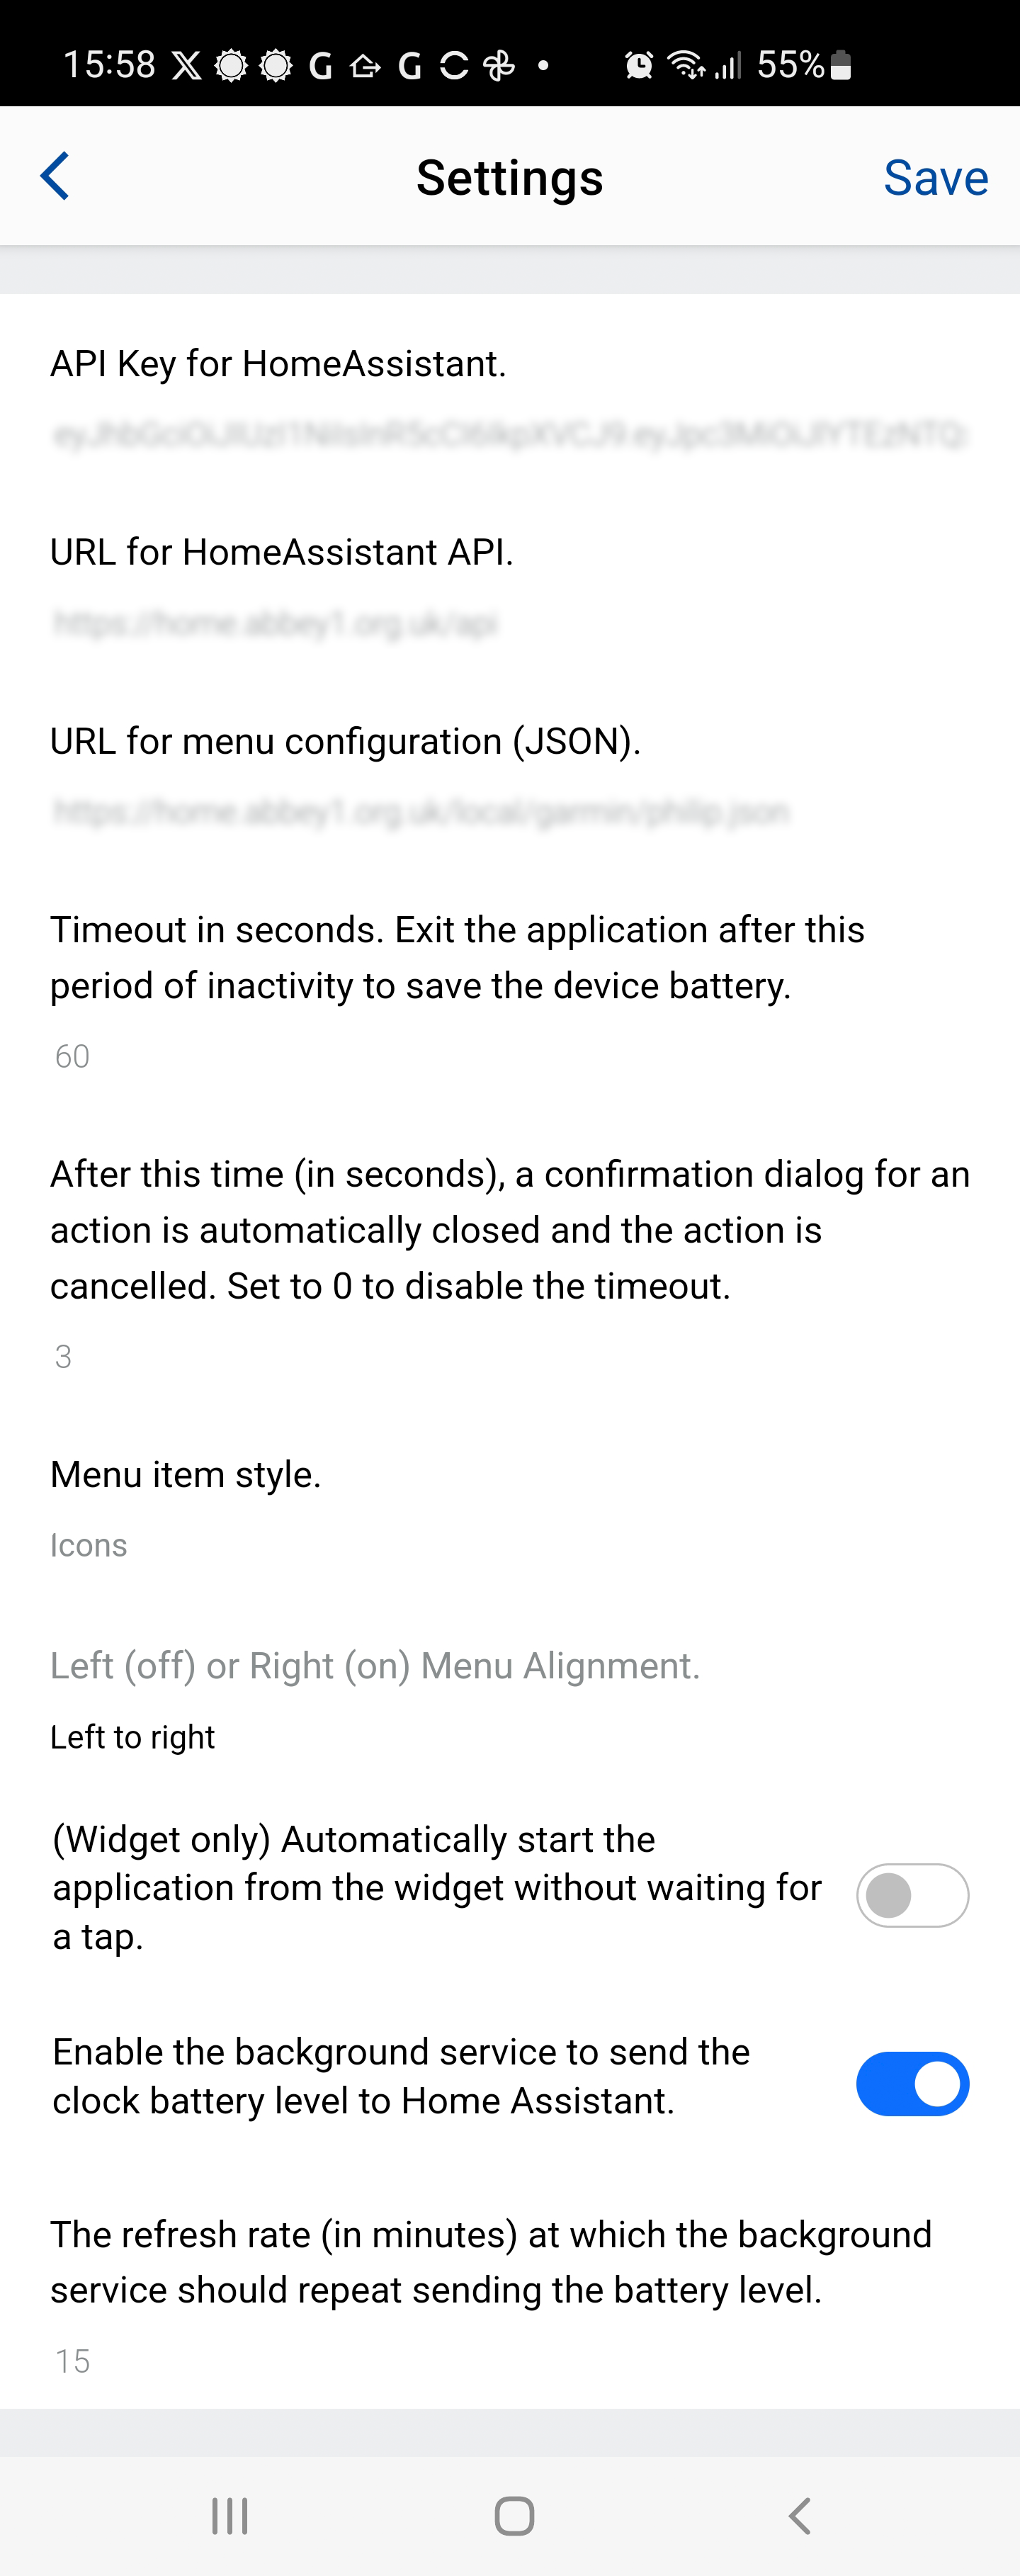 15:58
55%
Settings
Save
API Key for HomeAssistant.
URL for HomeAssistant API.
URL for menu configuration (JSON).
Timeout in seconds. Exit the application after this
period of inactivity to save the device battery.
60
After this time (in seconds), a confirmation dialog for an
action is automatically closed and the action is
cancelled. Set to 0 to disable the timeout.
3
Menu item style.
Icons
Left (off) or Right (on) Menu Alignment.
Left to right
(Widget only) Automatically start the
application from the widget without waiting for
a tap.
Enable the background service to send the
clock battery level to Home Assistant.
The refresh rate (in minutes) at which the background
service should repeat sending the battery level.
15